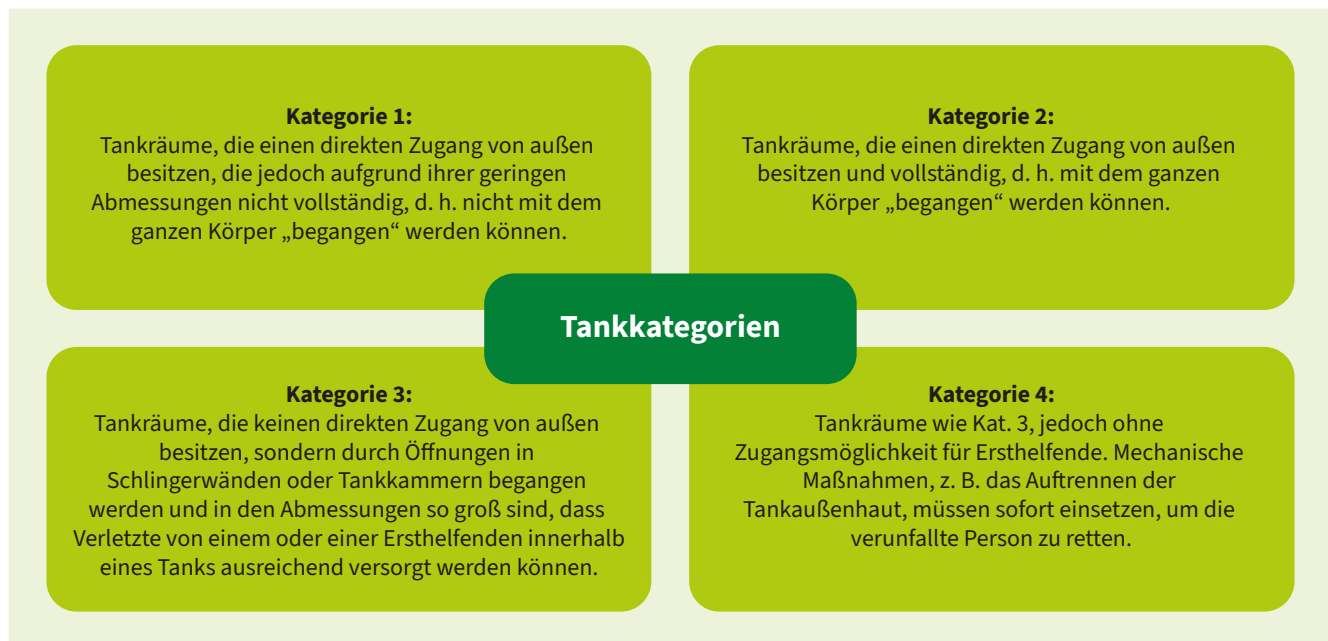 Kategorie 1:
Tankräume, die einen direkten Zugang von außen
besitzen, die jedoch aufgrund ihrer geringen
Abmessungen nicht vollständig, d. h. nicht mit dem
ganzen Körper „begangen“ werden können.
Kategorie 2:
Tankräume, die einen direkten Zugang von außen
besitzen und vollständig, d. h. mit dem ganzen
Körper „begangen“ werden können.
Tankkategorien
Kategorie 3:
Tankräume, die keinen direkten Zugang von außen
besitzen, sondern durch Öffnungen in
Schlingerwänden oder Tankkammern begangen
werden und in den Abmessungen so groß sind, dass
Verletzte von einem oder einer Ersthelfenden innerhalb
eines Tanks ausreichend versorgt werden können.
Kategorie 4:
Tankräume wie Kat. 3, jedoch ohne
Zugangsmöglichkeit für Ersthelfende. Mechanische
Maßnahmen, z. B. das Auftrennen der
Tankaußenhaut, müssen sofort einsetzen, um die
verunfallte Person zu retten.